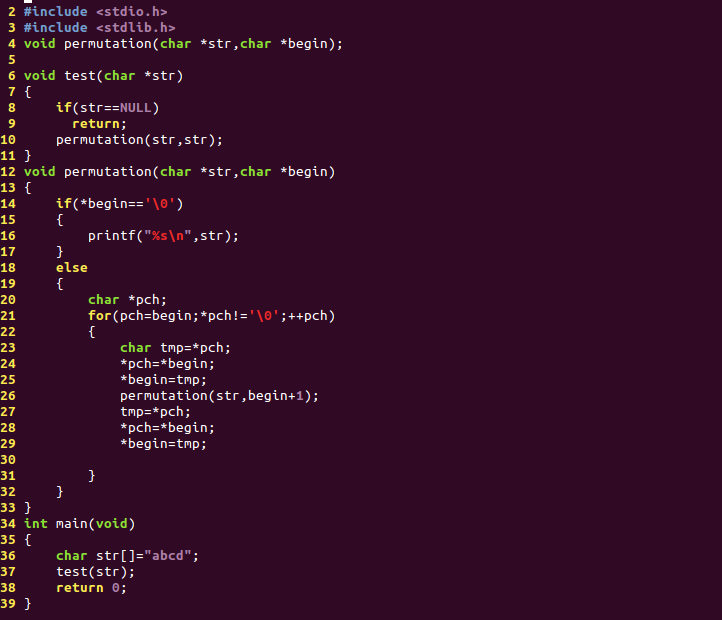 2 #include <stdio.h>
3 #include <stdlib.h>
4 void permutation(char *str,char *begin);
5
6 void test(char *str)
7 {
8     if(str==NULL)
9       return;
10     permutation(str,str);
11 }
12 void permutation(char *str,char *begin)
13 {
14     if(*begin=='\0')
15     {
16         printf("%s\n",str);
17     }
18     else
19     {
20         char *pch;
21         for(pch=begin;*pch!='\0';++pch)
22         {
23             char tmp=*pch;
24             *pch=*begin;
25             *begin=tmp;
26             permutation(str,begin+1);
27             tmp=*pch;
28             *pch=*begin;
29             *begin=tmp;
30
31         }
32     }
33 }
34 int main(void)
35 {
36     char str[]="abcd";
37     test(str);
38     return 0;
39 }